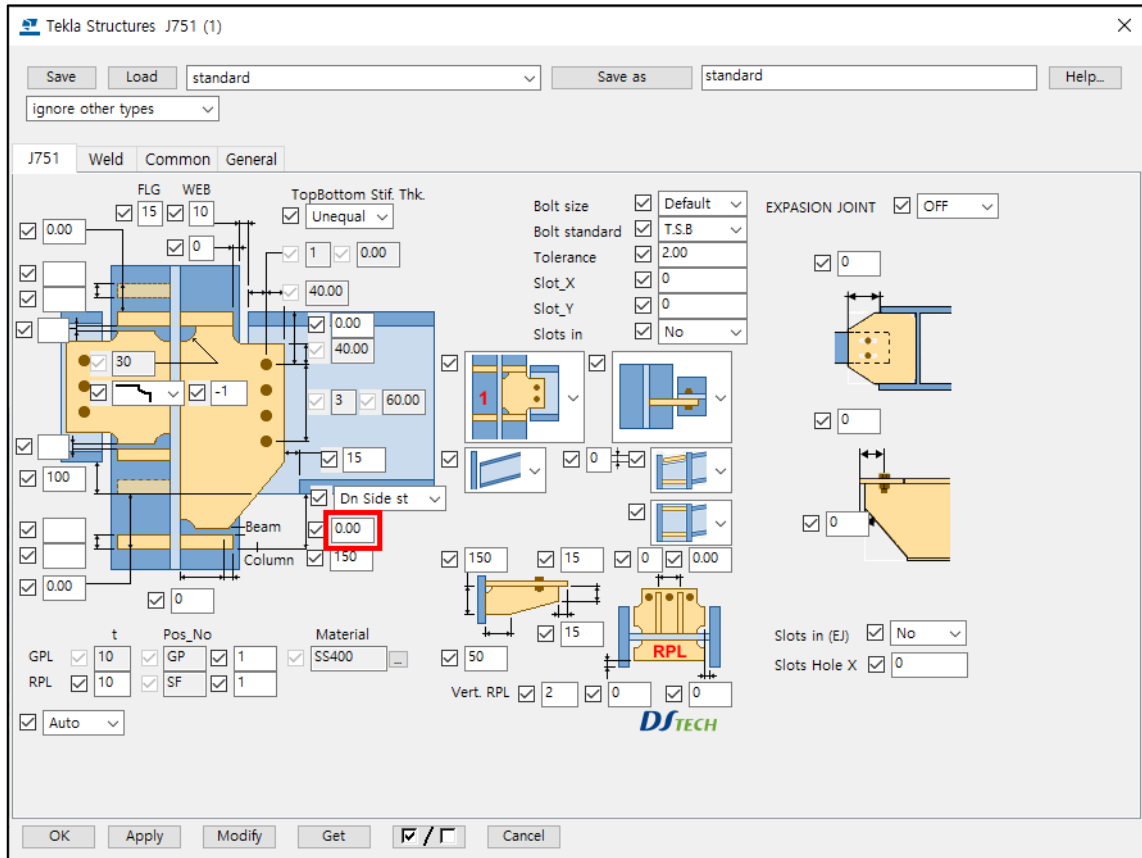 Tekla Structures J751 (1)
Save Load standard Save as standard Help...
ignore other types
J751 Weld Common General
FLG WEB TopBottom Stif. Thk.
15 10 Unequal
Bolt size Default EXPASION JOINT OFF
0.00
Bolt standard T.S.B
0 1 0.00
Tolerance 2.00
0
Slot_X 0
40.00
Slot_Y 0
0.00
Slots in No
40.00
30
-1
1
3 60.00
0
15
0
100
Dn Side st
Beam 0.00
0
Column 150
150 15 0 0.00
0.00
0
15
RPL
50
t Pos_No Material
GPL 10 GP 1 SS400 ...
RPL 10 SF 1
Vert. RPL 2 0 0
Slots in (EJ) No
Slots Hole X 0
Auto
DSTECH
OK Apply Modify Get / Cancel